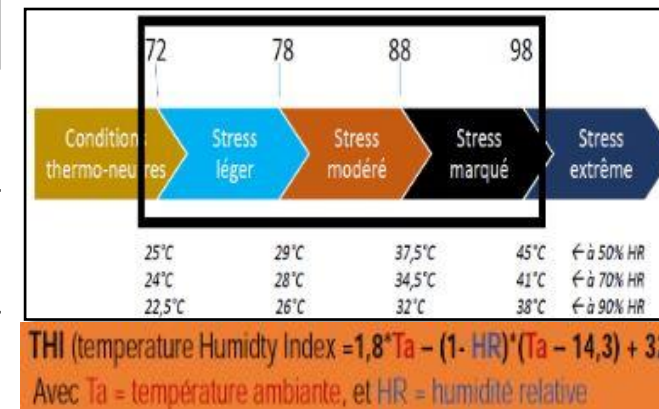 72 78 88 98
Conditions Stress Stress Stress Stress
thermo-neutres léger modéré marqué extrême
25°C 29°C 37,5°C 45°C ← à 50% HR
24°C 28°C 34,5°C 41°C ← à 70% HR
22,5°C 26°C 32°C 38°C ← à 90% HR
THI (temperature Humidty Index =1,8*Ta – (1- HR)*(Ta – 14,3) + 3
Avec Ta = température ambiante, et HR = humidité relative